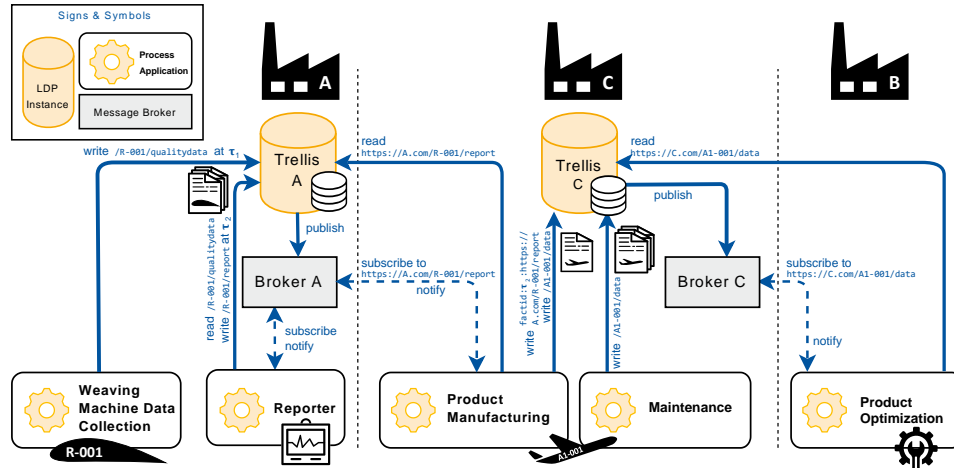 Signs & Symbols
LDP
Instance
Process
Application
Message Broker
A
C
B
write /R-001/qualitydata at τ1
Trellis
A
read
https://A.com/R-001/report
Trellis
C
read
https://C.com/A1-001/data
publish
publish
read /R-001/qualitydata
write /R-001/report at τ2
Broker A
subscribe to
https://A.com/R-001/report
notify
subscribe
notify
write factid:τ2:https://
A.com/R-001/report
write /A1-001/data
write /A1-001/data
Broker C
subscribe to
https://C.com/A1-001/data
notify
Weaving
Machine Data
Collection
R-001
Reporter
Product
Manufacturing
A1-001
Maintenance
Product
Optimization